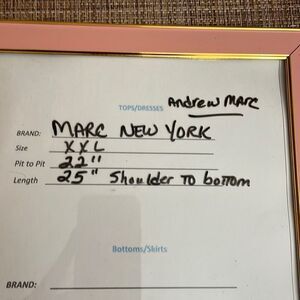 TOPS/DRESSES Andrew Marc
BRAND: MARC NEW YORK
Size XXL
Pit to Pit 22"
Length 25" Shoulder TO bottom
Bottoms/Skirts
BRAND: